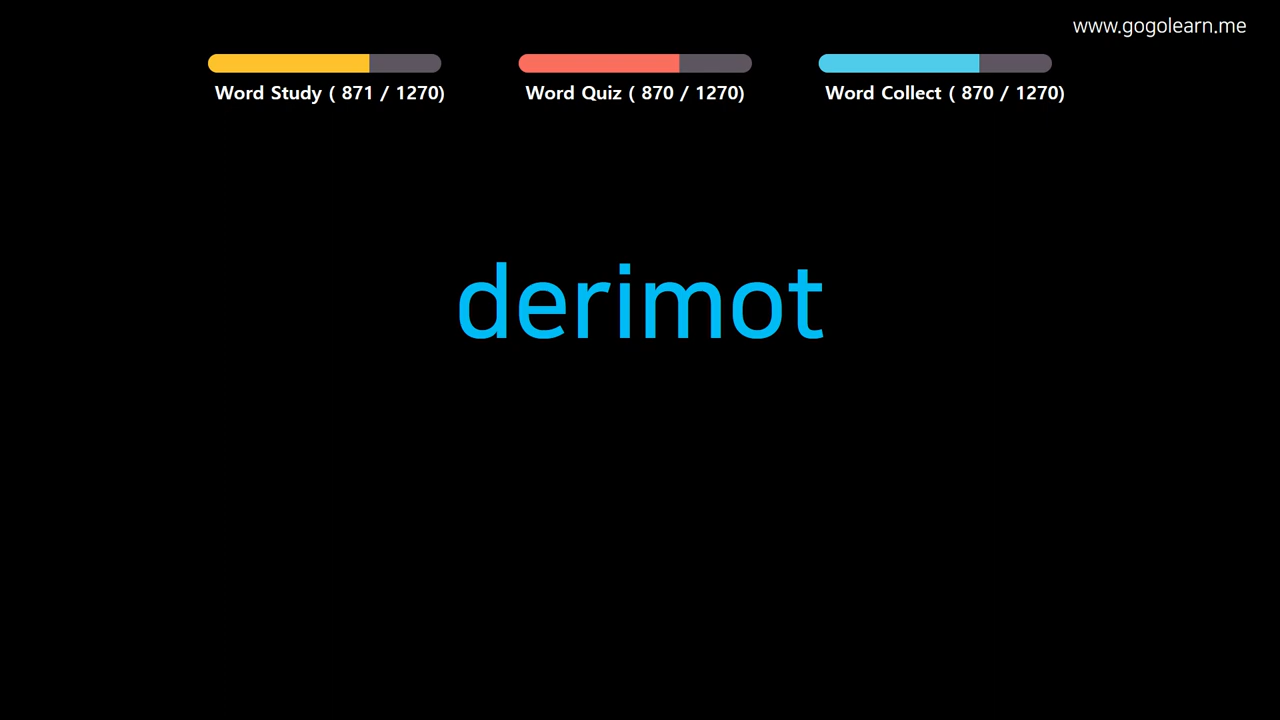 www.gogolearn.me
Word Study ( 871 / 1270)
Word Quiz ( 870 / 1270)
Word Collect ( 870 / 1270)
derimot